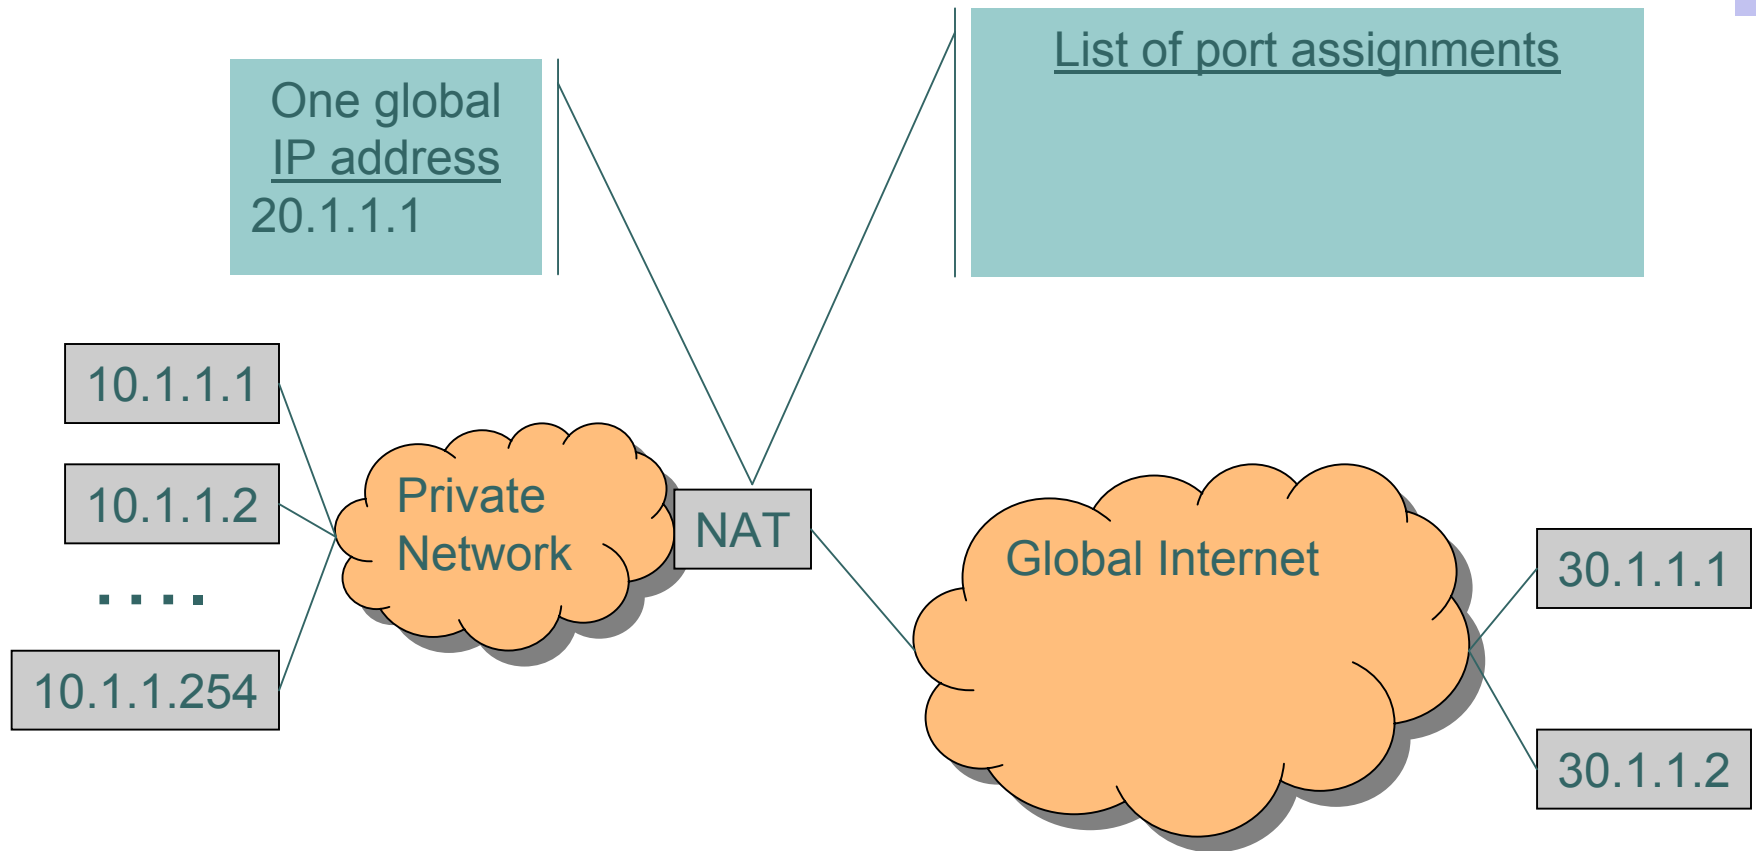 One global
IP address
20.1.1.1
List of port assignments
10.1.1.1
10.1.1.2
....
10.1.1.254
Private
Network
NAT
Global Internet
30.1.1.1
30.1.1.2